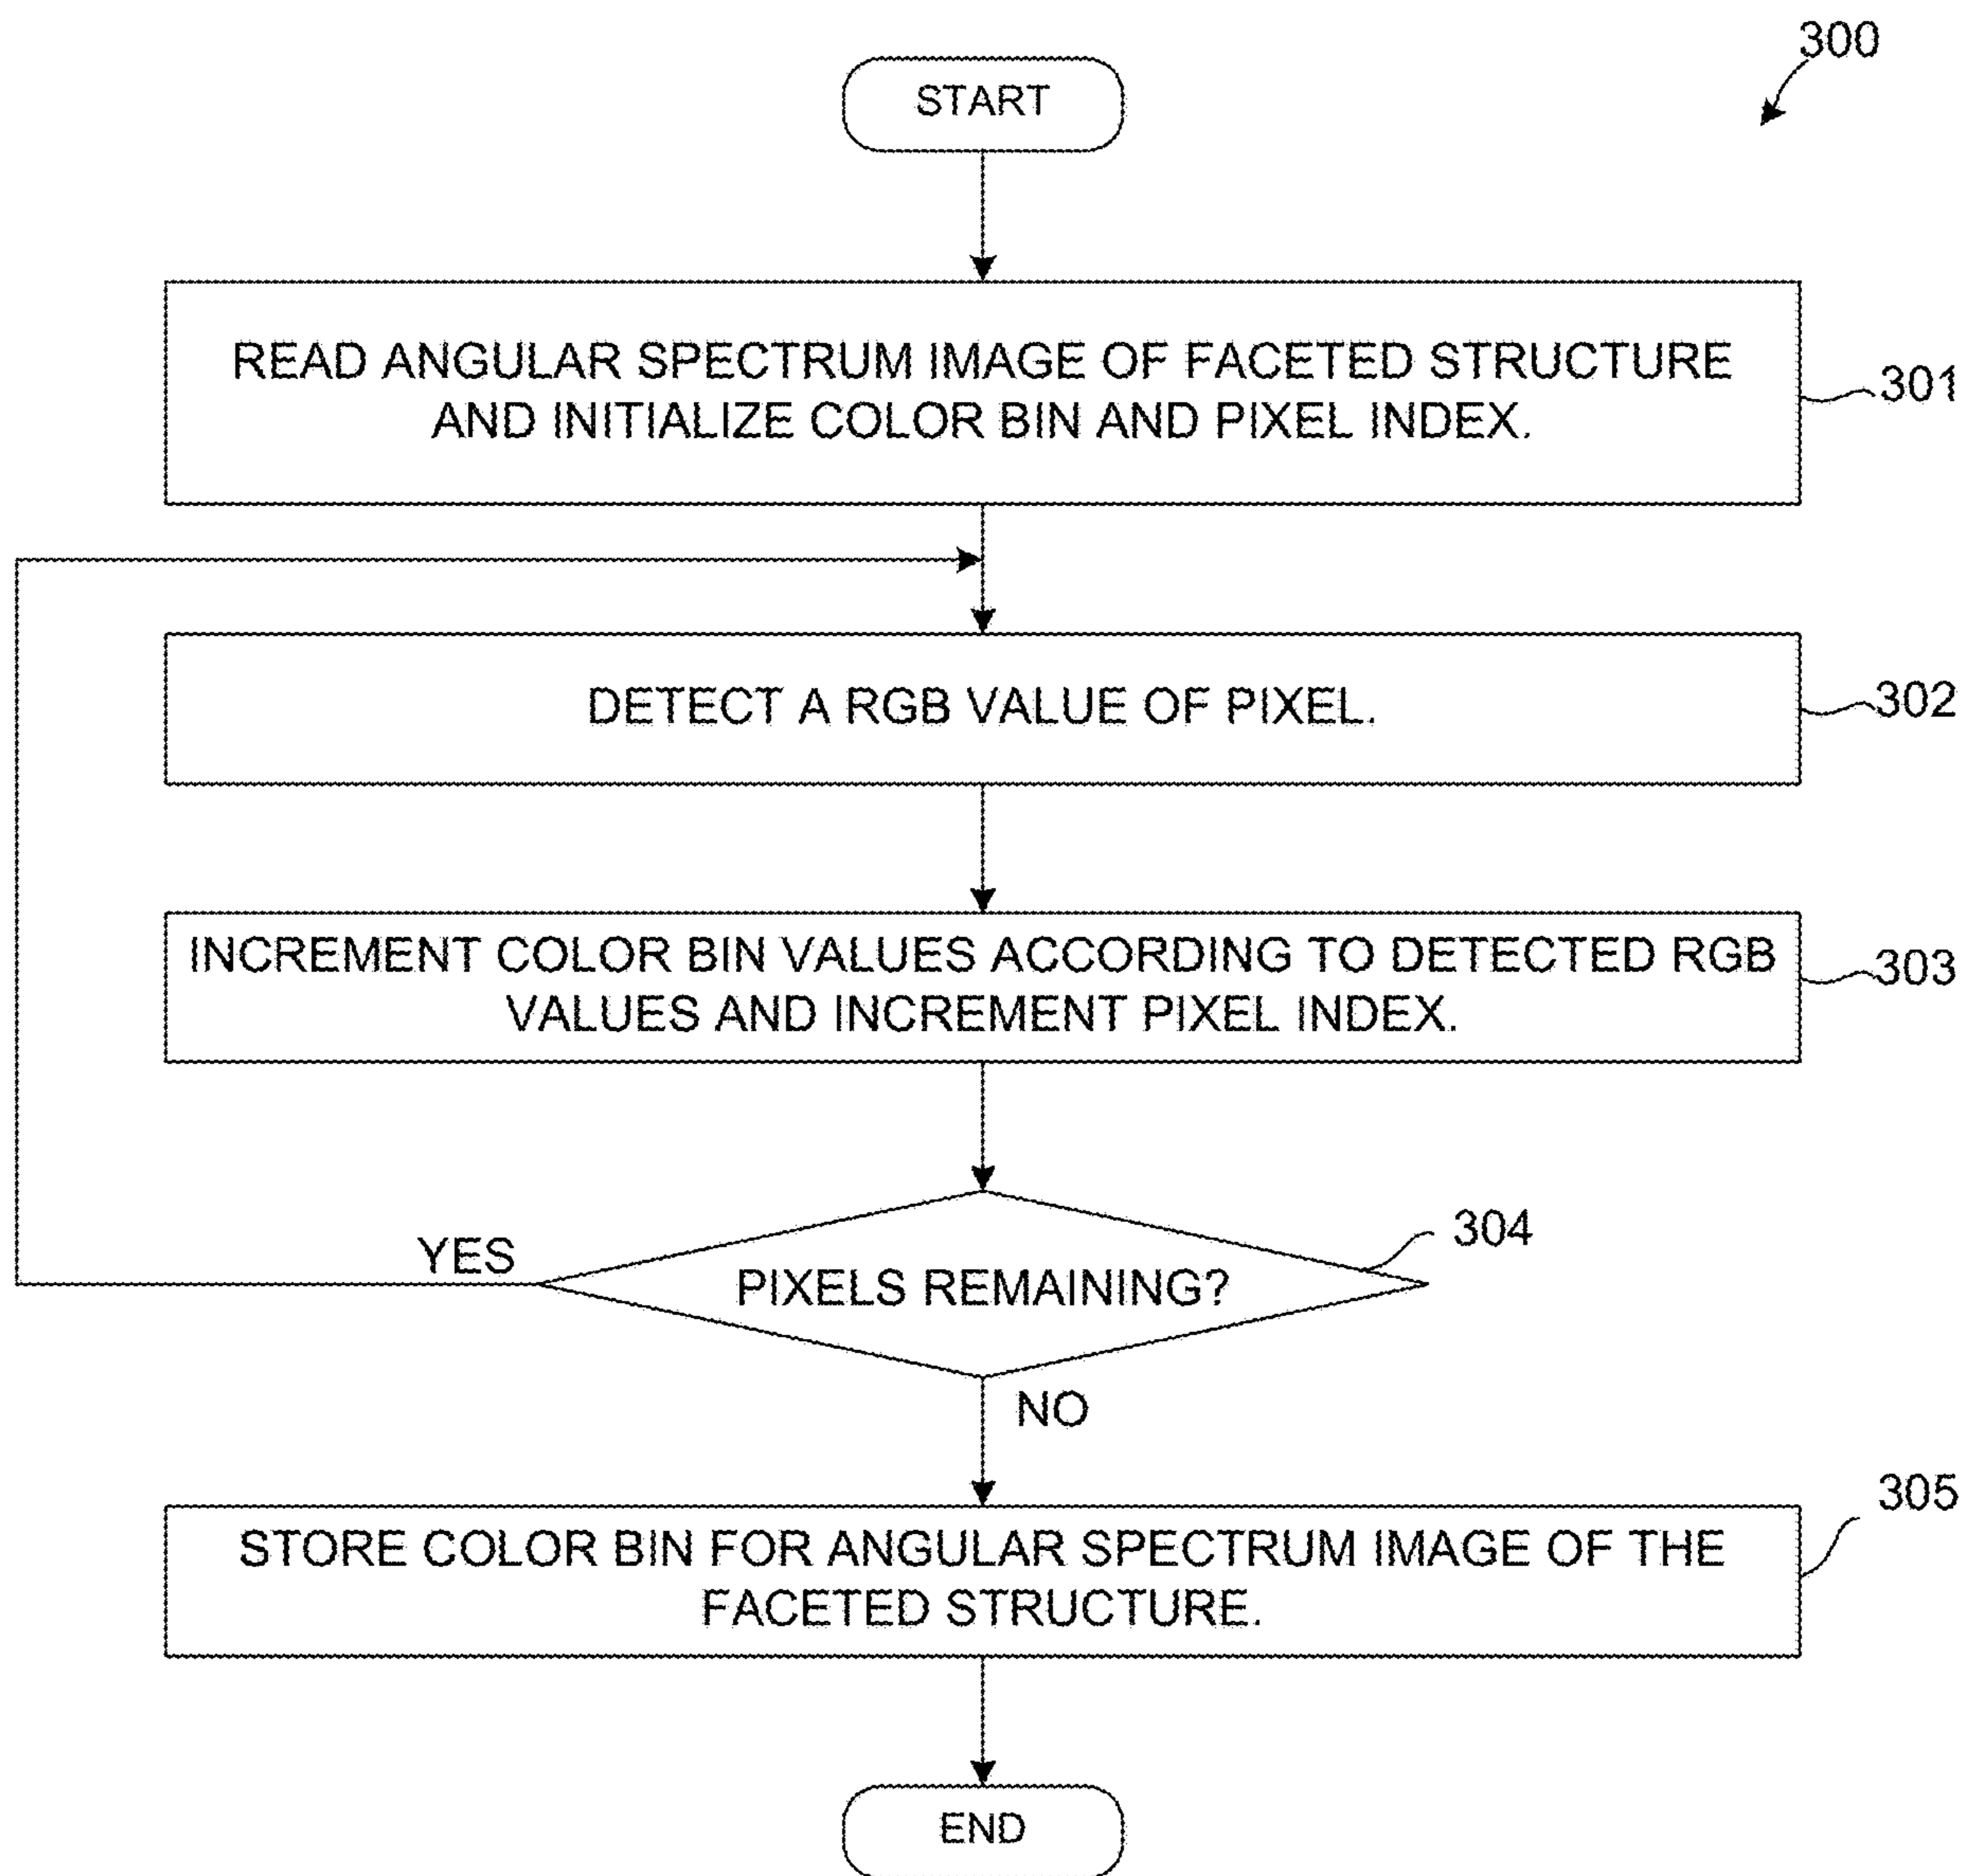 300
START
READ ANGULAR SPECTRUM IMAGE OF FACETED STRUCTURE
AND INITIALIZE COLOR BIN AND PIXEL INDEX.
301
DETECT A RGB VALUE OF PIXEL.
302
INCREMENT COLOR BIN VALUES ACCORDING TO DETECTED RGB
VALUES AND INCREMENT PIXEL INDEX.
303
304
YES
PIXELS REMAINING?
NO
305
STORE COLOR BIN FOR ANGULAR SPECTRUM IMAGE OF THE
FACETED STRUCTURE.
END